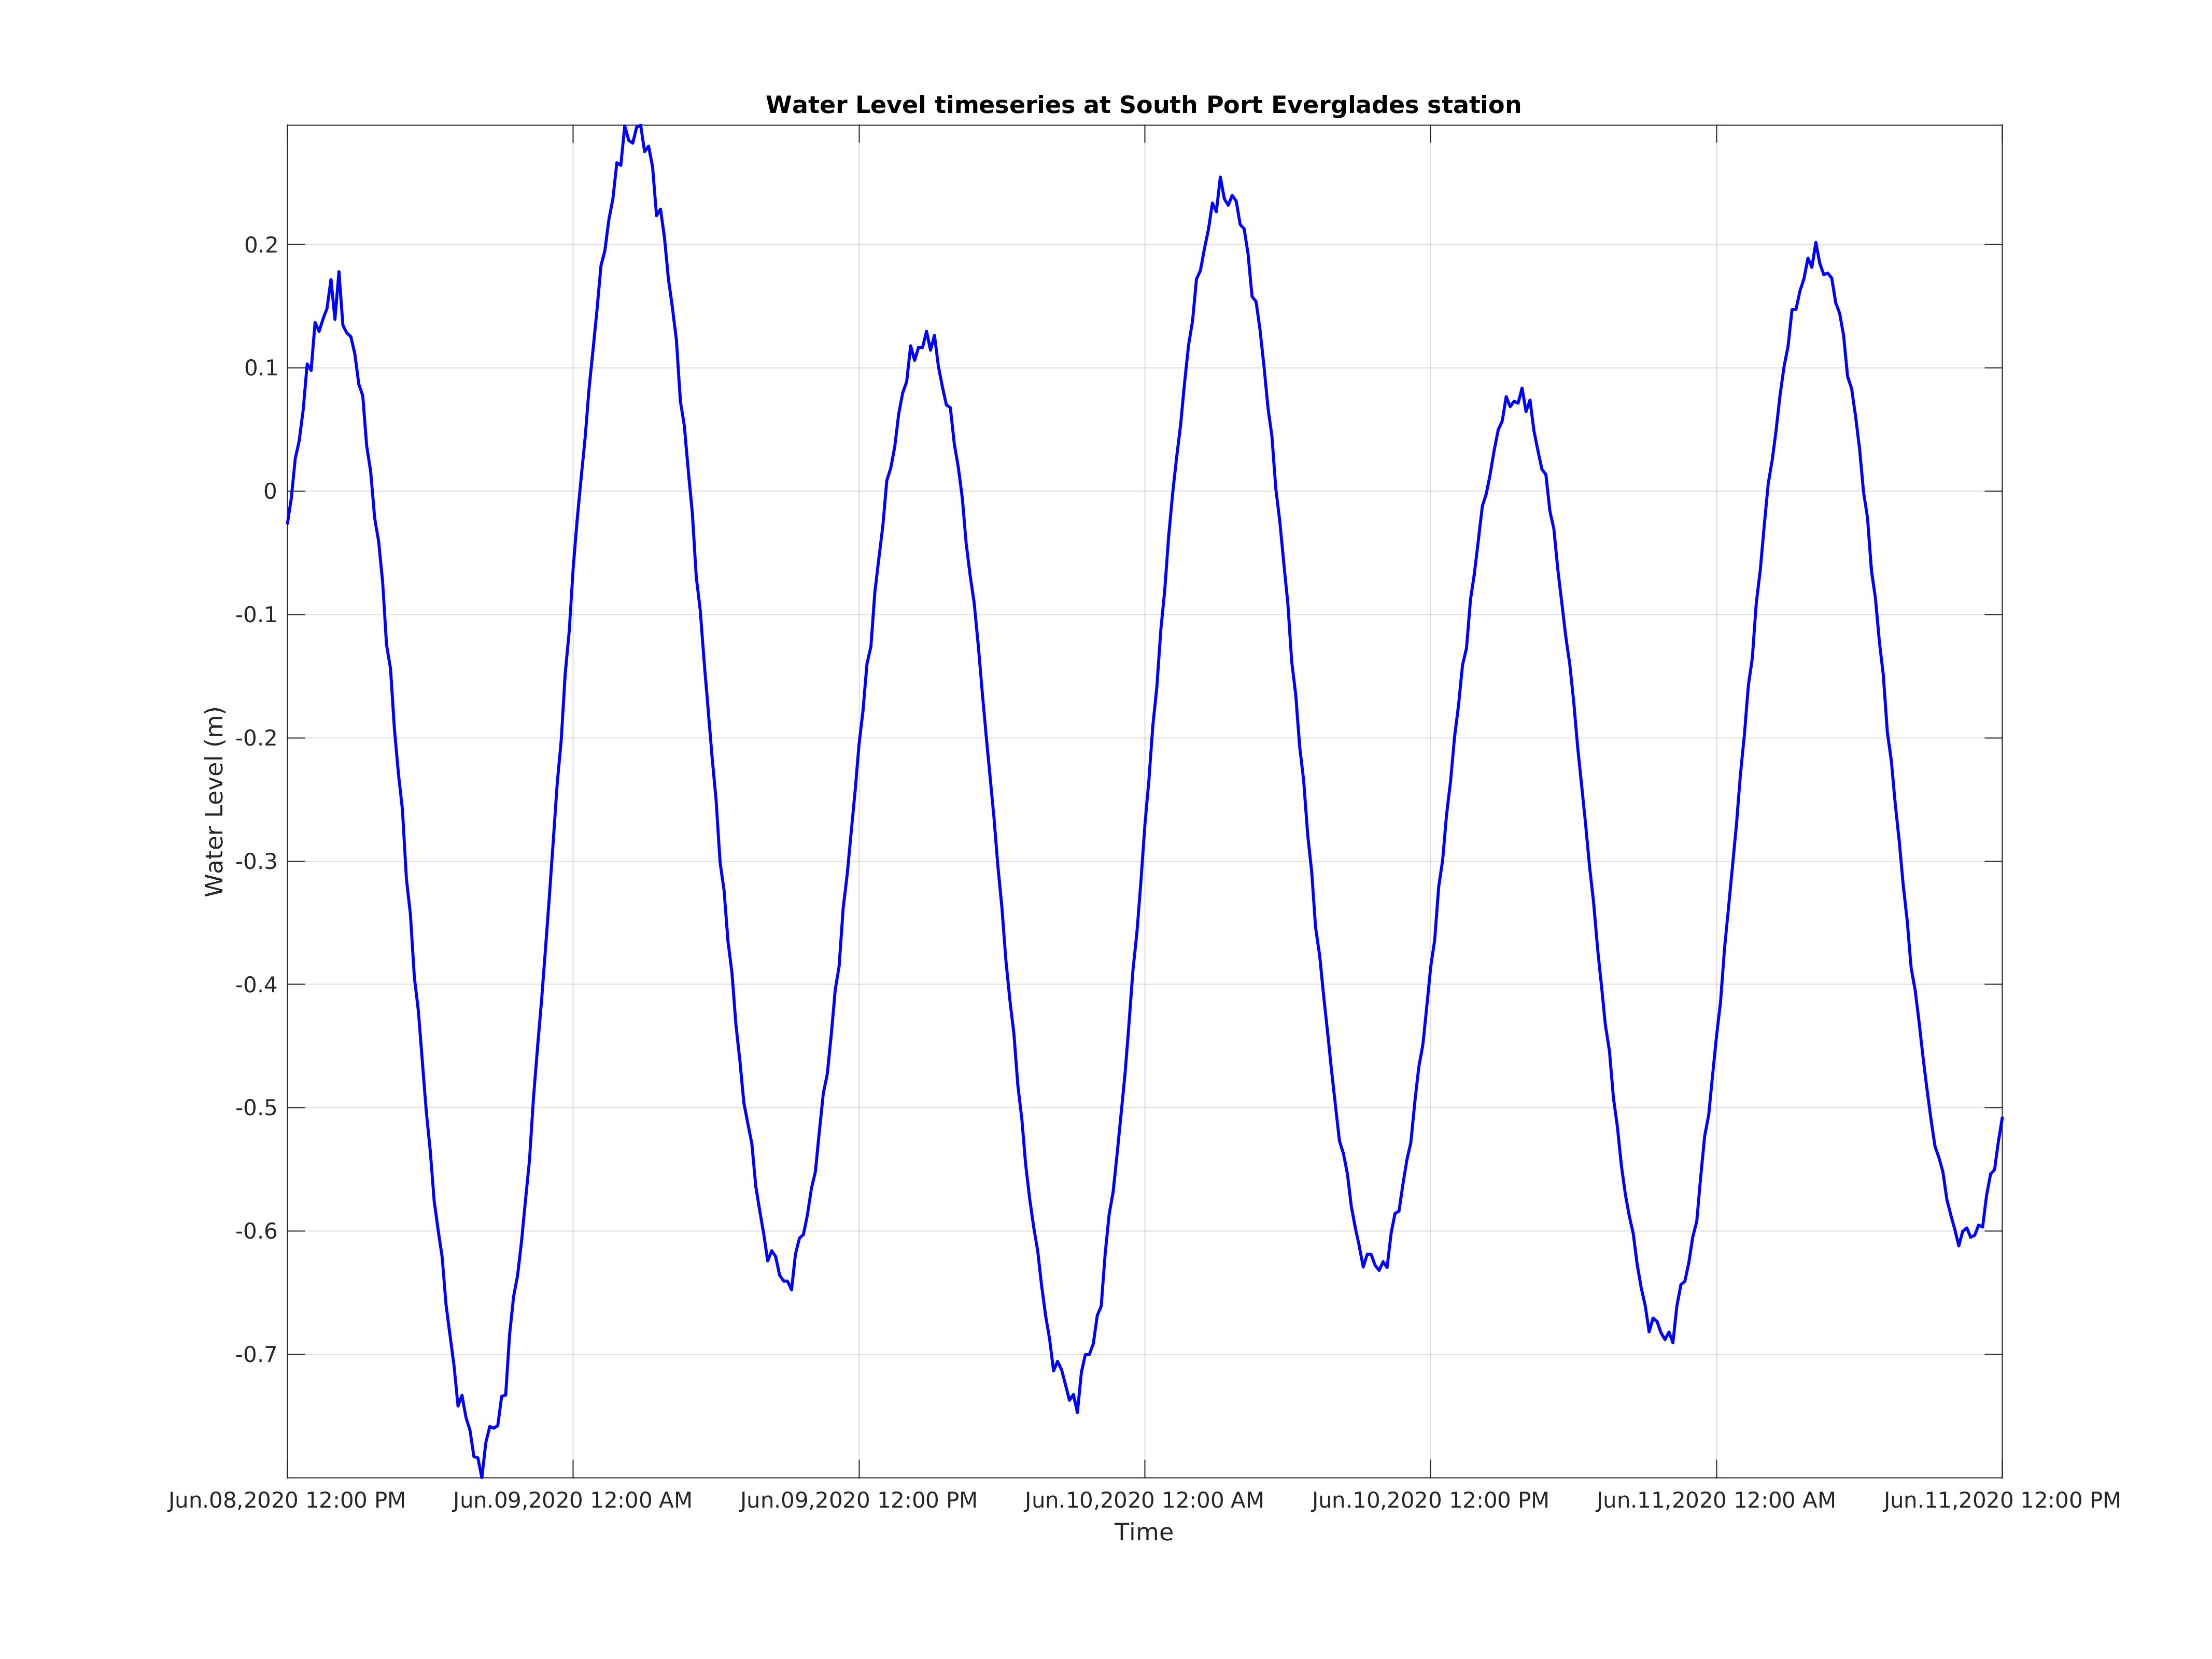 Water Level timeseries at South Port Everglades station
0.2
0.1
0
-0.1
-0.2
-0.3
-0.4
-0.5
-0.6
-0.7
Water Level (m)
Jun.08,2020 12:00 PM Jun.09,2020 12:00 AM Jun.09,2020 12:00 PM Jun.10,2020 12:00 AM Jun.10,2020 12:00 PM Jun.11,2020 12:00 AM Jun.11,2020 12:00 PM
Time